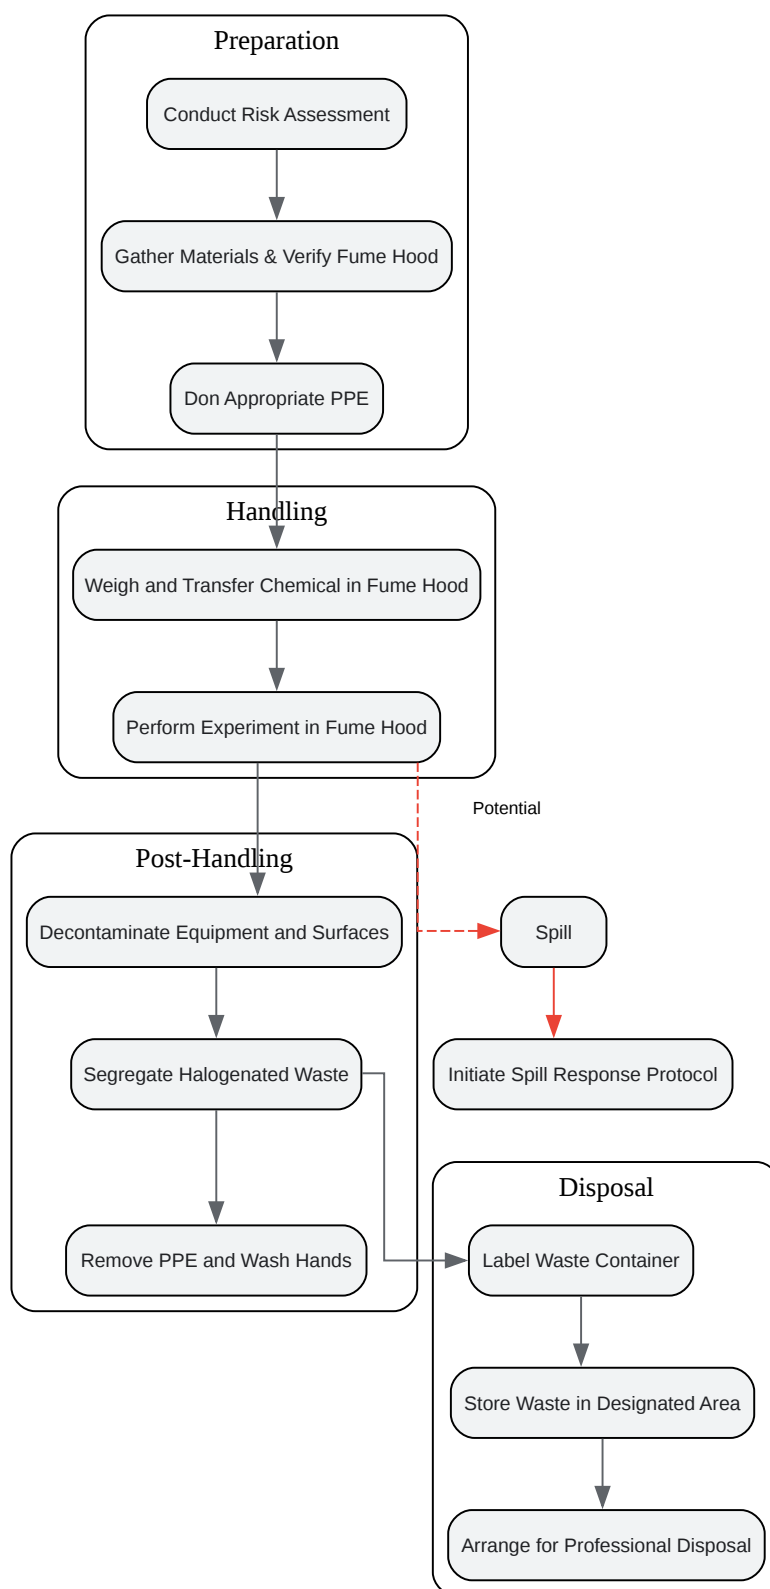 Preparation
Conduct Risk Assessment
Gather Materials & Verify Fume Hood
Don Appropriate PPE
Handling
Weigh and Transfer Chemical in Fume Hood
Perform Experiment in Fume Hood
Potential
Post-Handling
Decontaminate Equipment and Surfaces
Spill
Segregate Halogenated Waste
Initiate Spill Response Protocol
Disposal
Remove PPE and Wash Hands
Label Waste Container
Store Waste in Designated Area
Arrange for Professional Disposal